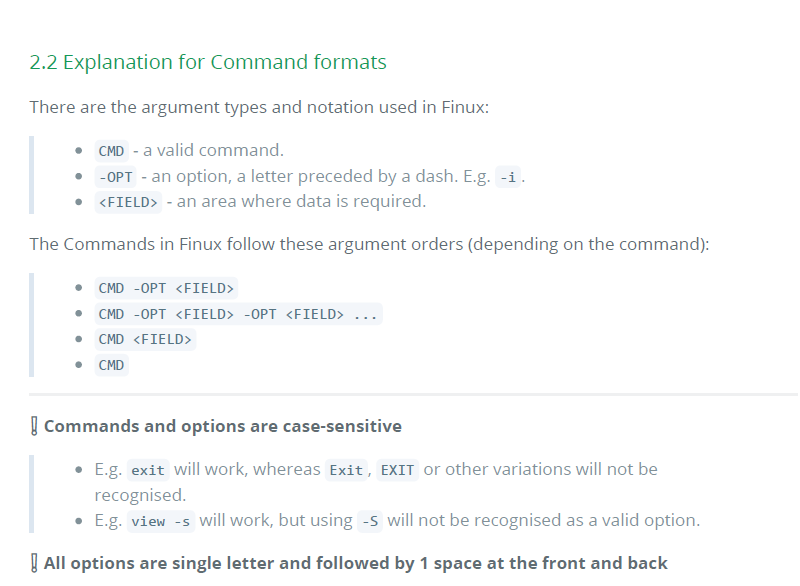 2.2 Explanation for Command formats
There are the argument types and notation used in Finux:
• CMD - a valid command.
• -OPT - an option, a letter preceded by a dash. E.g. -i.
• <FIELD> - an area where data is required.
The Commands in Finux follow these argument orders (depending on the command):
• CMD -OPT <FIELD>
• CMD -OPT <FIELD> -OPT <FIELD> ...
• CMD <FIELD>
• CMD
❕ Commands and options are case-sensitive
• E.g. exit will work, whereas Exit, EXIT or other variations will not be
recognised.
• E.g. view -s will work, but using -S will not be recognised as a valid option.
❕ All options are single letter and followed by 1 space at the front and back